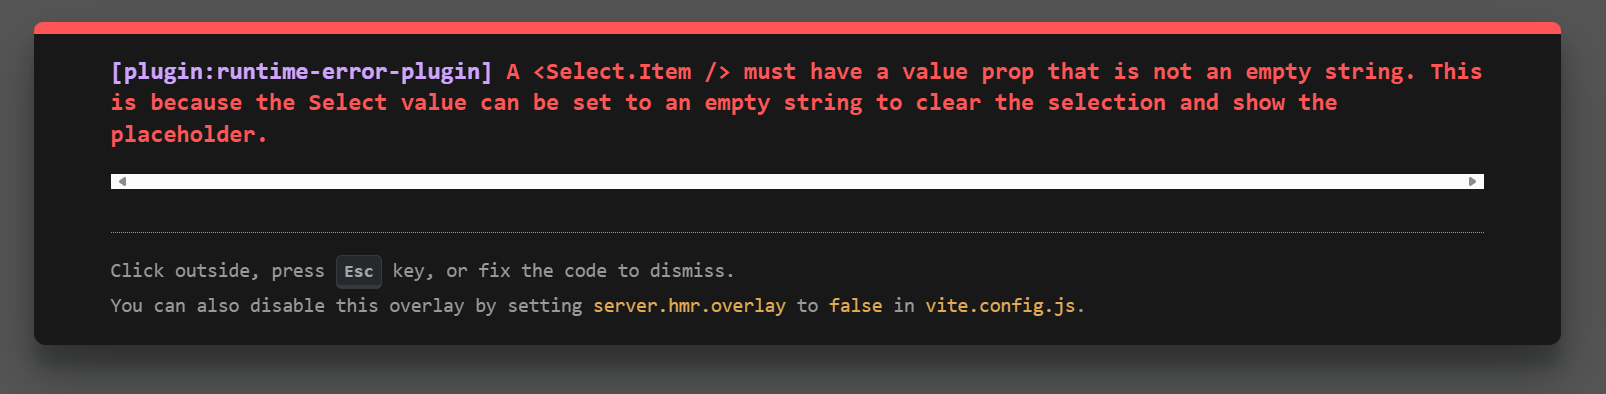 [plugin:runtime-error-plugin] A <Select.Item /> must have a value prop that is not an empty string. This
is because the Select value can be set to an empty string to clear the selection and show the
placeholder.
Click outside, press Esc key, or fix the code to dismiss.
You can also disable this overlay by setting server.hmr.overlay to false in vite.config.js.